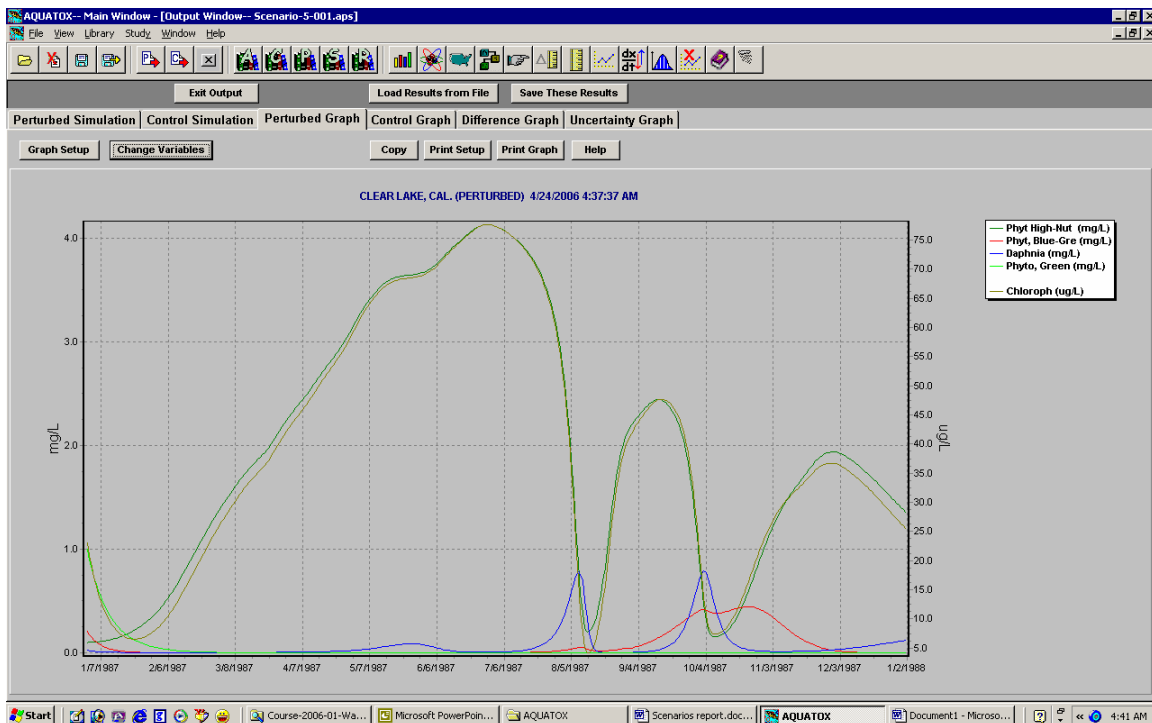 AQUATOX-- Main Window - [Output Window-- Scenario-5-001.aps]
File View Library Study Window Help
Exit Output Load Results from File Save These Results
Perturbed Simulation Control Simulation Perturbed Graph Control Graph Difference Graph Uncertainty Graph
Graph Setup Change Variables Copy Print Setup Print Graph Help
CLEAR LAKE, CAL. (PERTURBED) 4/24/2006 4:37:37 AM
Phyt High-Nut (mg/L)
Phyt, Blue-Gre (mg/L)
Daphnia (mg/L)
Phyto, Green (mg/L)
Chloroph (ug/L)
4.0
3.0
2.0
1.0
0.0
mg/L
75.0
70.0
65.0
60.0
55.0
50.0
45.0
40.0
35.0
30.0
25.0
20.0
15.0
10.0
5.0
ug/L
1/7/1987 2/6/1987 3/8/1987 4/7/1987 5/7/1987 6/6/1987 7/6/1987 8/5/1987 9/4/1987 10/4/1987 11/3/1987 12/3/1987 1/2/1988
Start Course-2006-01-Wa... Microsoft PowerPoin... AQUATOX Scenarios report.doc... AQUATOX Document1 - Microso... 4:41 AM